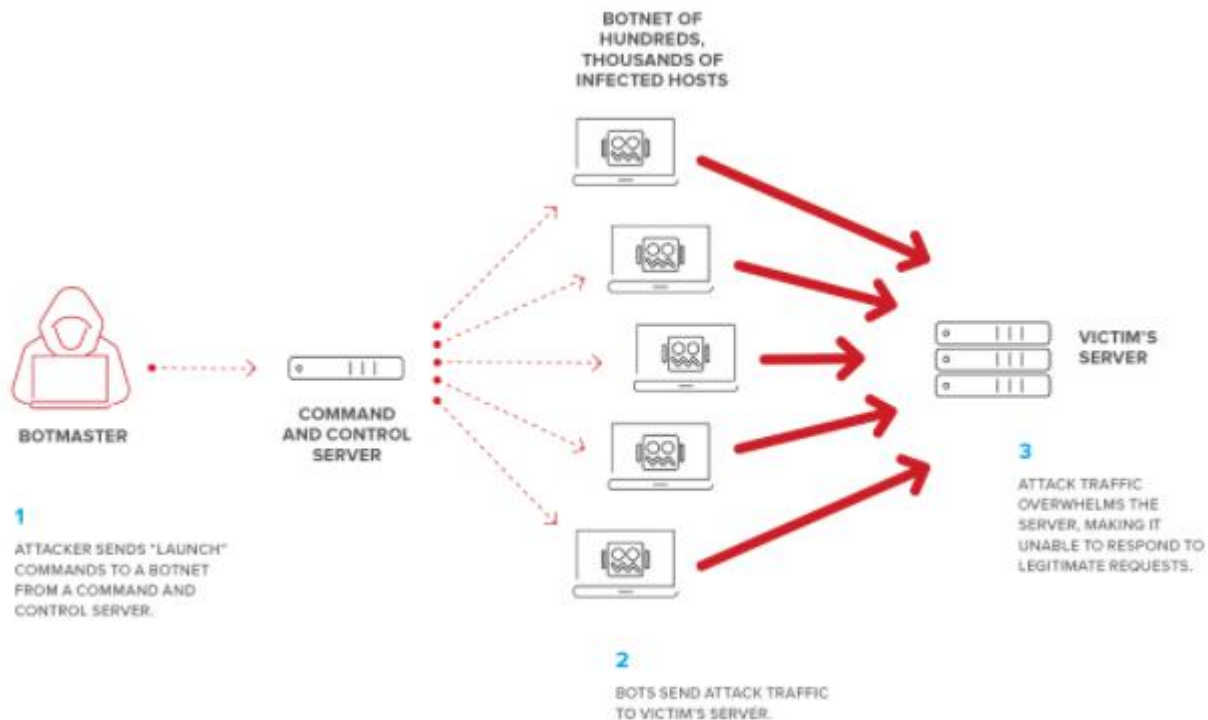 BOTNET OF
HUNDREDS,
THOUSANDS OF
INFECTED HOSTS
BOTMASTER
COMMAND
AND CONTROL
SERVER
VICTIM'S
SERVER
1
ATTACKER SENDS "LAUNCH"
COMMANDS TO A BOTNET
FROM A COMMAND AND
CONTROL SERVER.
2
BOTS SEND ATTACK TRAFFIC
TO VICTIM'S SERVER.
3
ATTACK TRAFFIC
OVERWHELMS THE
SERVER, MAKING IT
UNABLE TO RESPOND TO
LEGITIMATE REQUESTS.